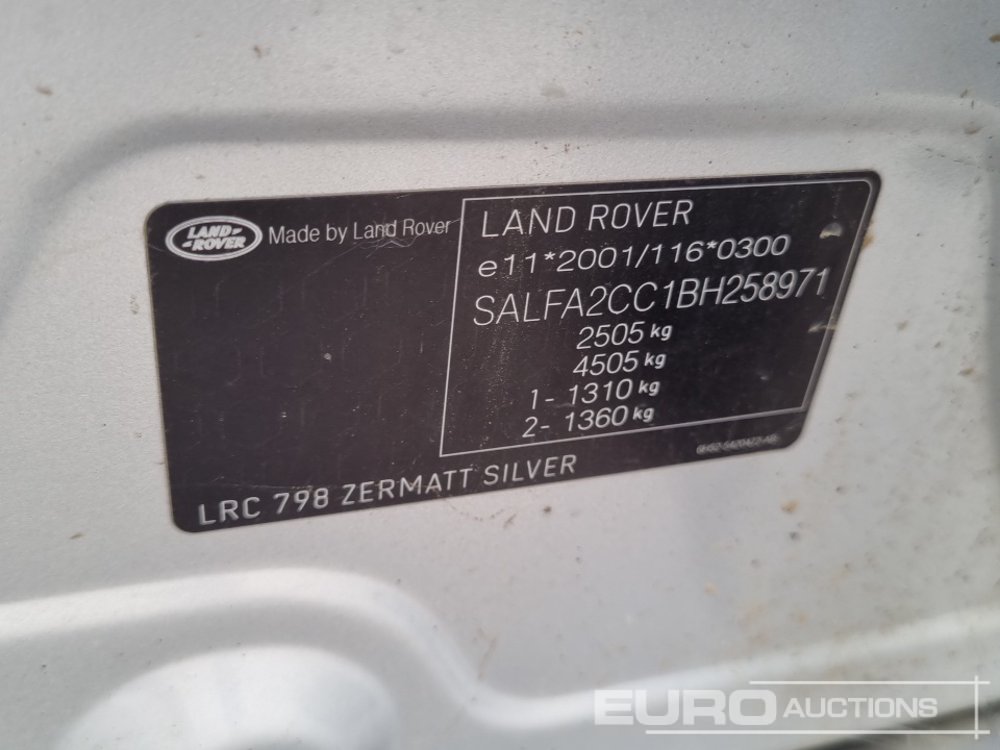 LAND ROVER
Made by Land Rover
LAND ROVER
e11*2001/116*0300
SALFA2CC1BH258971
2505 kg
4505 kg
1- 1310 kg
2- 1360 kg
LRC 798 ZERMATT SILVER
EURO AUCTIONS